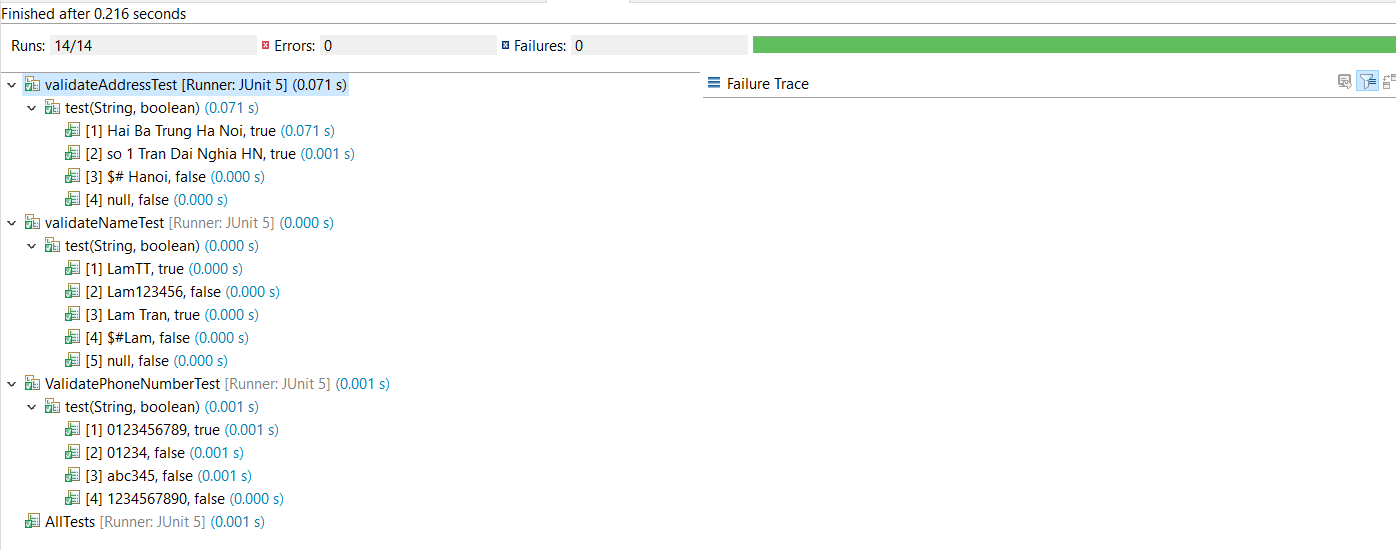 Finished after 0.216 seconds
Runs: 14/14 Errors: 0 Failures: 0
validateAddressTest [Runner: JUnit 5] (0.071 s)
Failure Trace
test(String, boolean) (0.071 s)
[1] Hai Ba Trung Ha Noi, true (0.071 s)
[2] so 1 Tran Dai Nghia HN, true (0.001 s)
[3] $# Hanoi, false (0.000 s)
[4] null, false (0.000 s)
validateNameTest [Runner: JUnit 5] (0.000 s)
test(String, boolean) (0.000 s)
[1] LamTT, true (0.000 s)
[2] Lam123456, false (0.000 s)
[3] Lam Tran, true (0.000 s)
[4] $#Lam, false (0.000 s)
[5] null, false (0.000 s)
ValidatePhoneNumberTest [Runner: JUnit 5] (0.001 s)
test(String, boolean) (0.001 s)
[1] 0123456789, true (0.001 s)
[2] 01234, false (0.001 s)
[3] abc345, false (0.001 s)
[4] 1234567890, false (0.000 s)
AllTests [Runner: JUnit 5] (0.001 s)